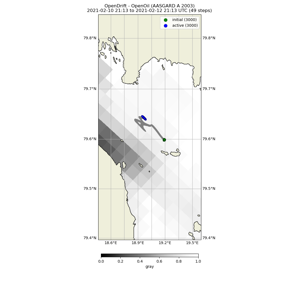 OpenDrift - OpenOil (AASGARD A 2003)
2021-02-10 21:13 to 2021-02-12 21:13 UTC (49 steps)
initial (3000)
active (3000)
79.8°N
79.8°N
79.7°N
79.7°N
79.6°N
79.6°N
79.5°N
79.5°N
79.4°N
79.4°N
18.6°E
18.9°E
19.2°E
19.5°E
0.0
0.2
0.4
0.6
0.8
1.0
gray